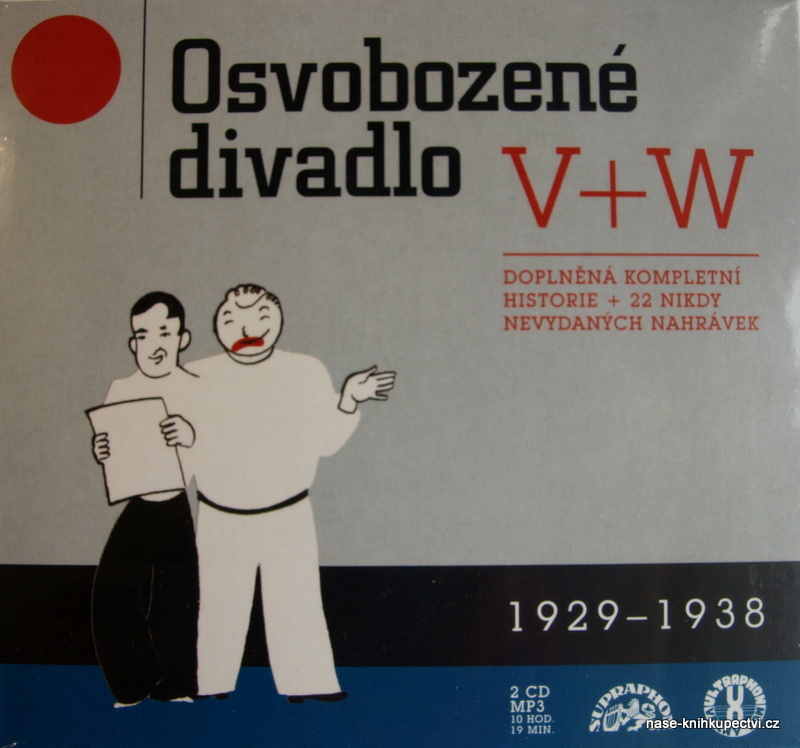 Osvobozené
divadlo
V+W
DOPLNĚNÁ KOMPLETNÍ
HISTORIE + 22 NIKDY
NEVYDANÝCH NAHRÁVEK
1929–1938
2 CD
MP3
10 HOD.
19 MIN.
SUPRAPHON
ULTRAPHON
nase-knihkupectvi.cz